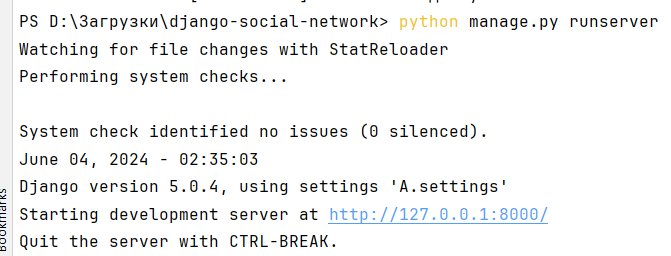 PS D:\Загрузки\django-social-network> python manage.py runserver
Watching for file changes with StatReloader
Performing system checks...
System check identified no issues (0 silenced).
June 04, 2024 - 02:35:03
Django version 5.0.4, using settings 'A.settings'
Starting development server at http://127.0.0.1:8000/
Quit the server with CTRL-BREAK.
Bookmarks